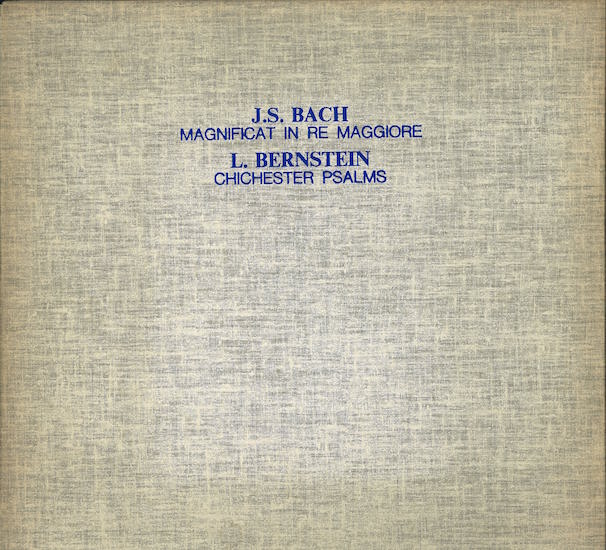 J.S. BACH
MAGNIFICAT IN RE MAGGIORE
L. BERNSTEIN
CHICHESTER PSALMS